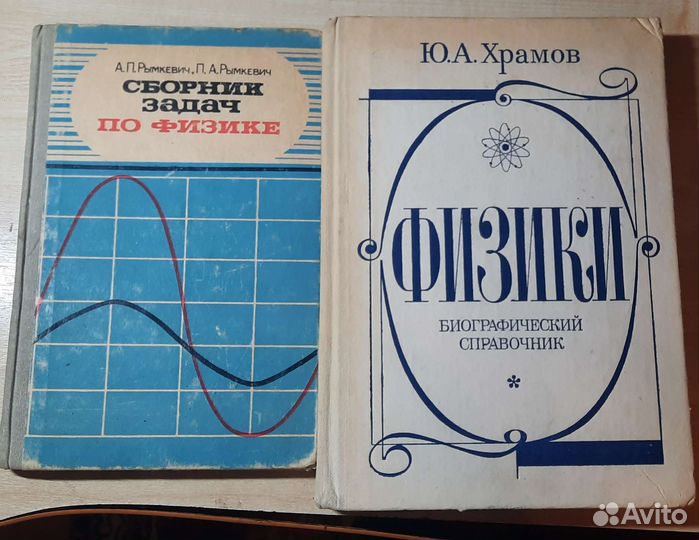 А.П.Рымкевич, П.А.Рымкевич
СБОРНИК
ЗАДАЧ
ПО ФИЗИКЕ
Ю.А.Храмов
ФИЗИКИ
БИОГРАФИЧЕСКИЙ
СПРАВОЧНИК
Avito